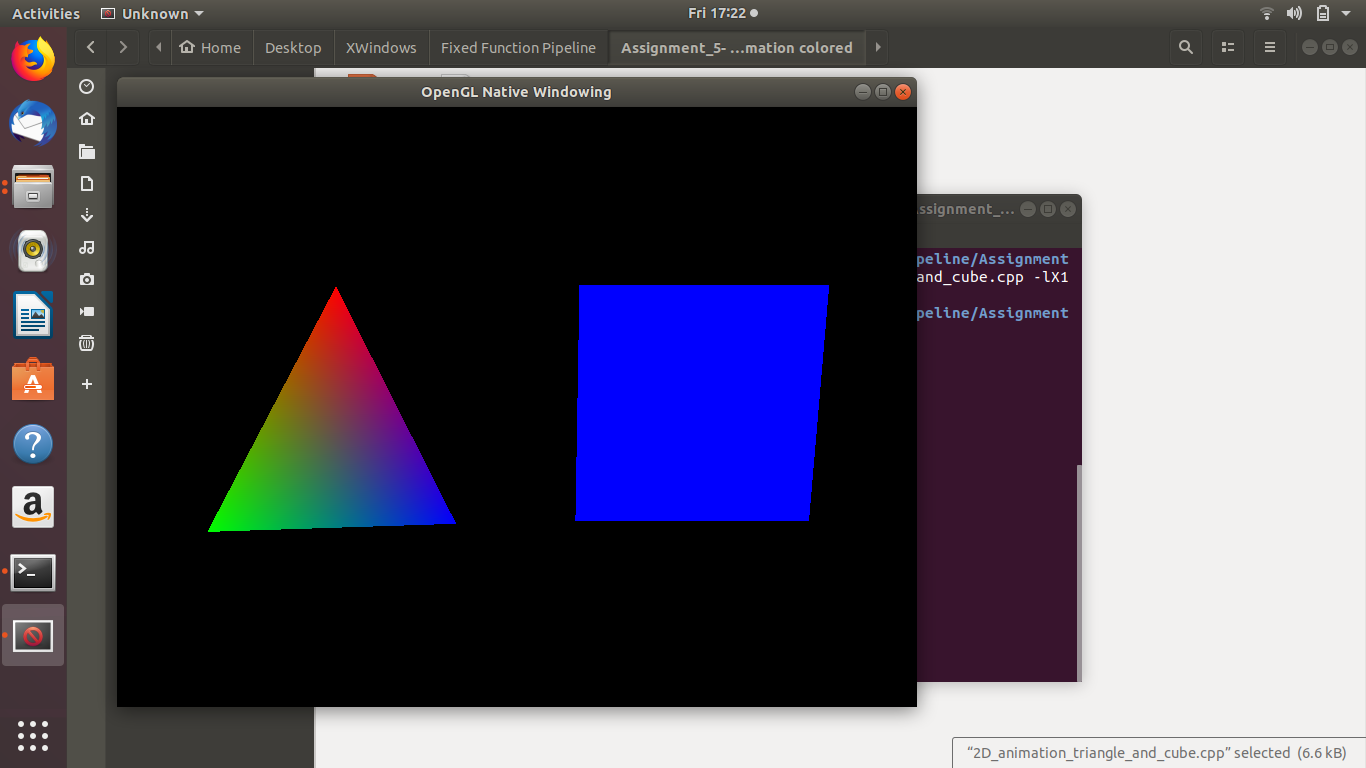 Activities
Unknown
Fri 17:22
Home
Desktop
XWindows
Fixed Function Pipeline
Assignment_5- ...mation colored
OpenGL Native Windowing
ssignment_...
peline/Assignment
and_cube.cpp -lX1
peline/Assignment
“2D_animation_triangle_and_cube.cpp” selected (6.6 kB)